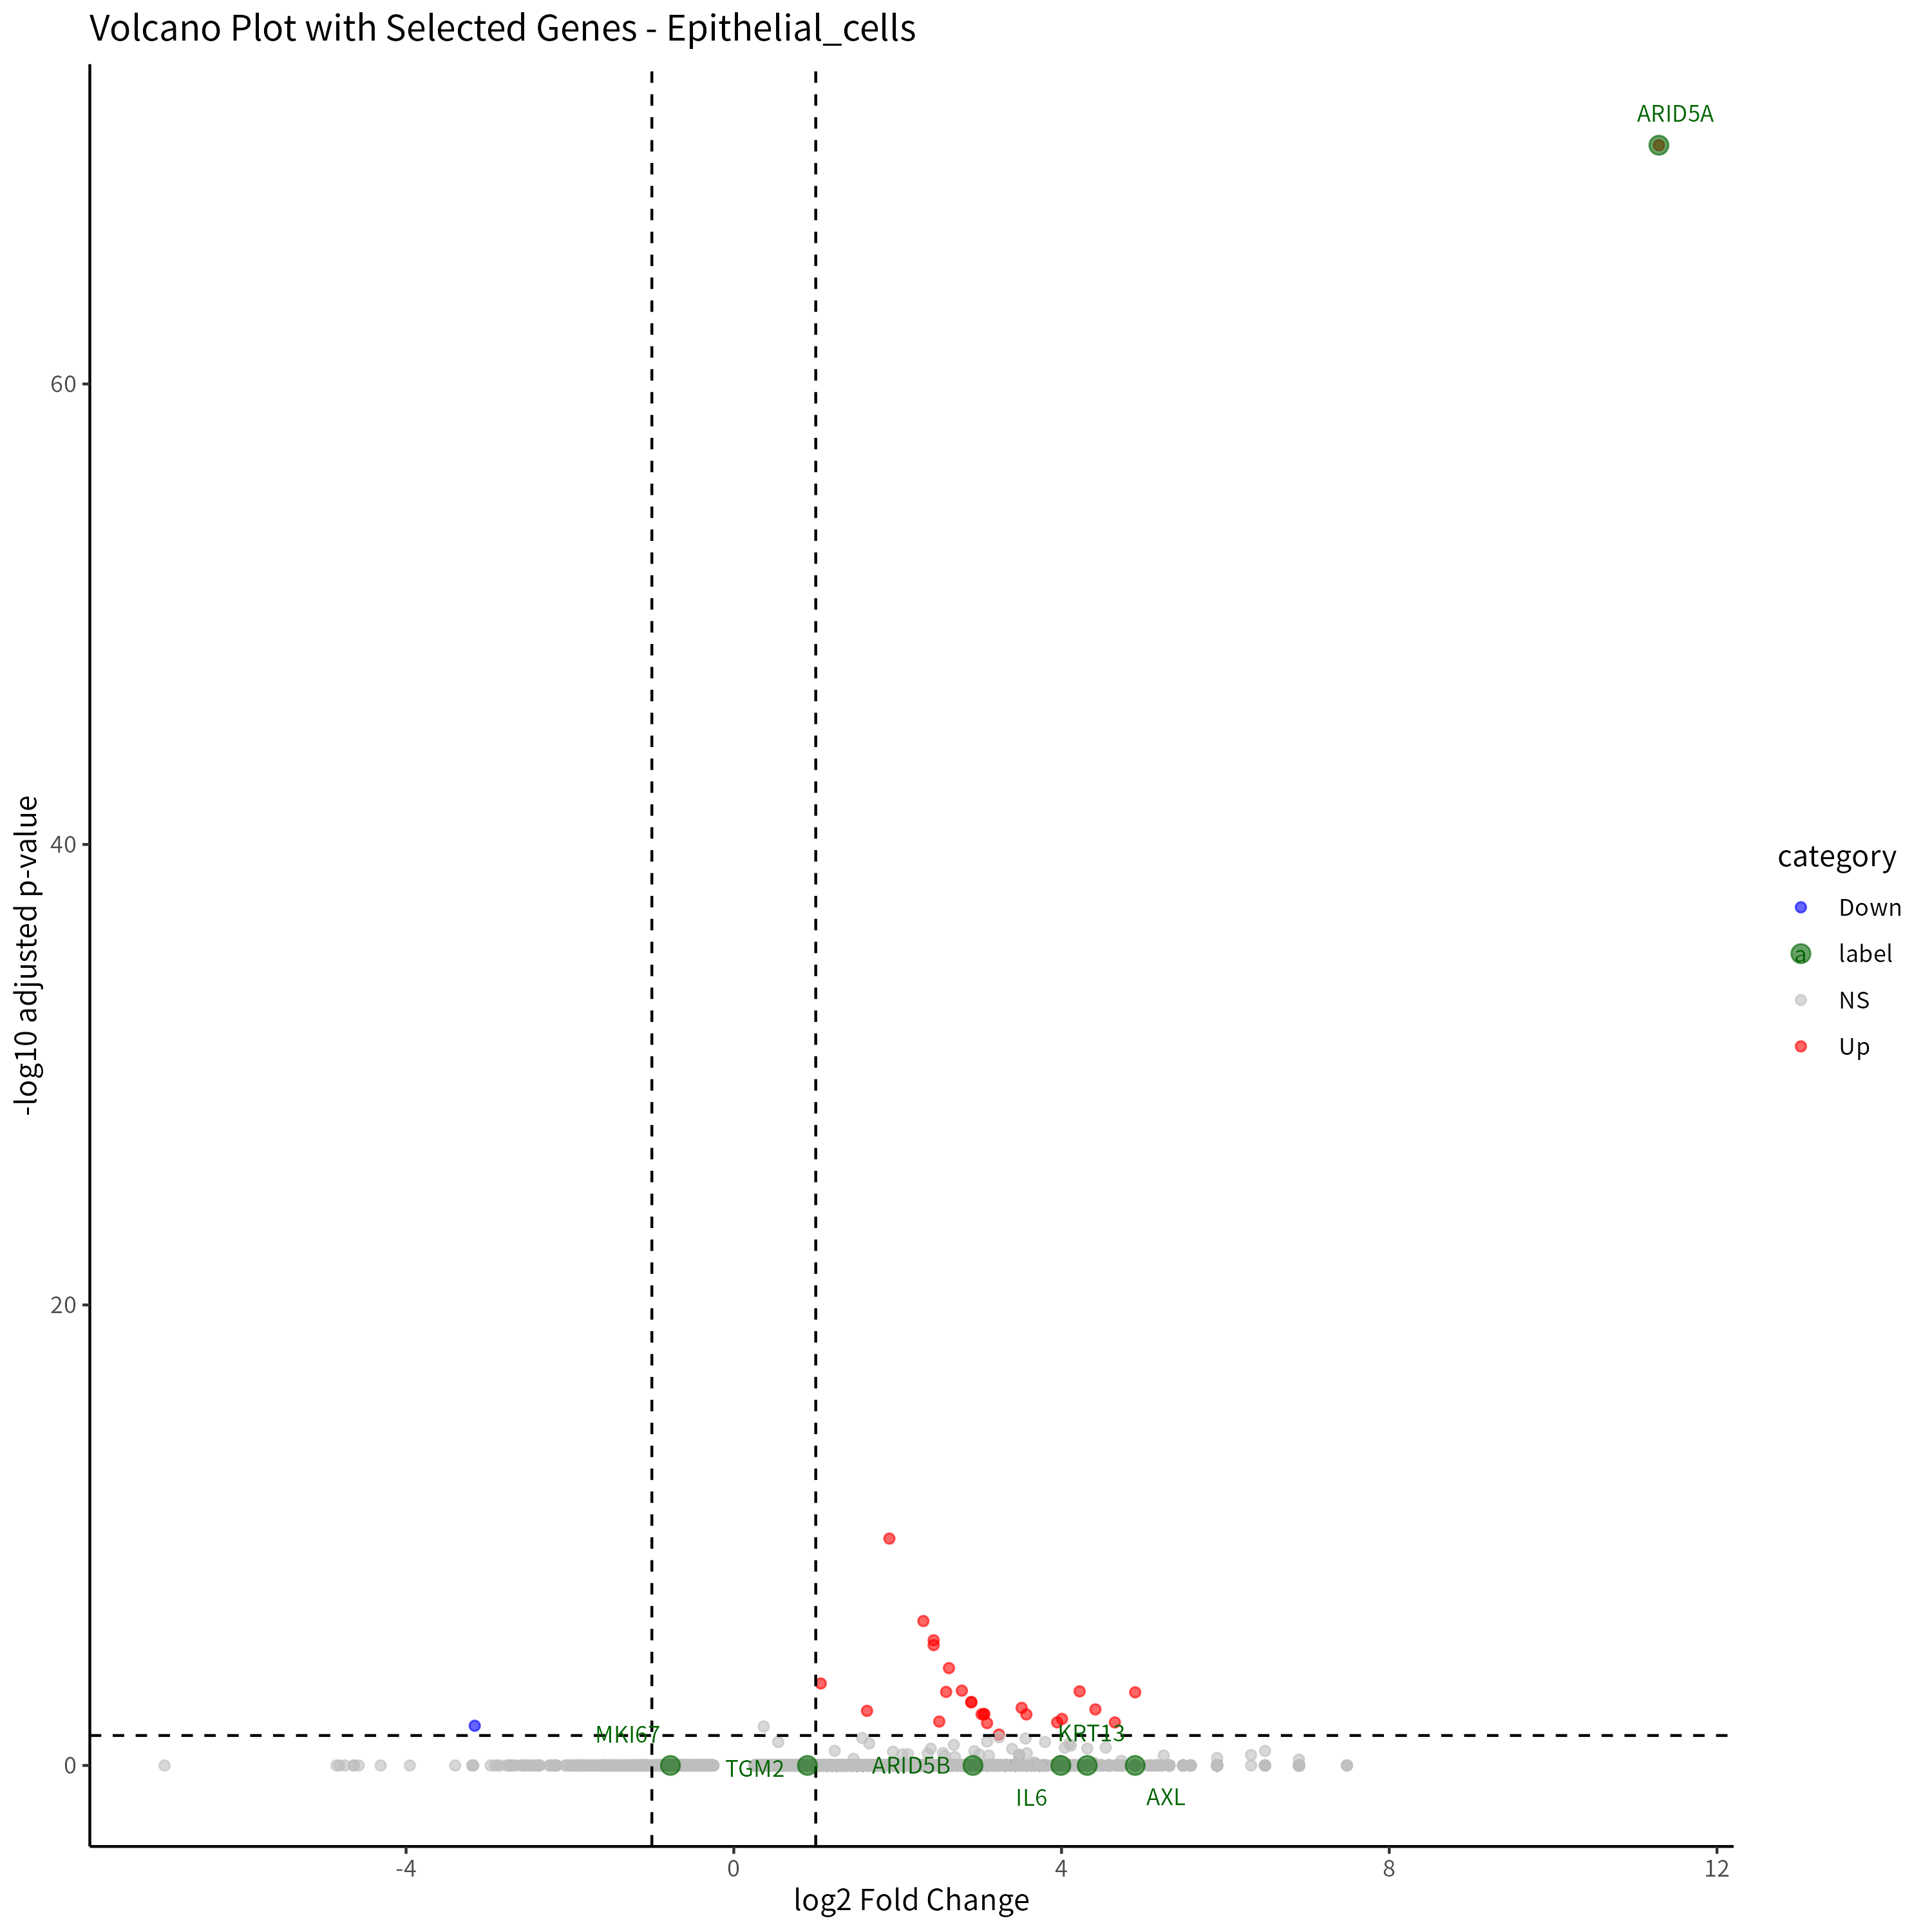 Volcano Plot with Selected Genes - Epithelial_cells
ARID5A
60
40
20
0
-log10 adjusted p-value
MKI67
KRT13
TGM2
ARID5B
IL6
AXL
-4
0
4
8
12
log2 Fold Change
category
Down
a label
NS
Up